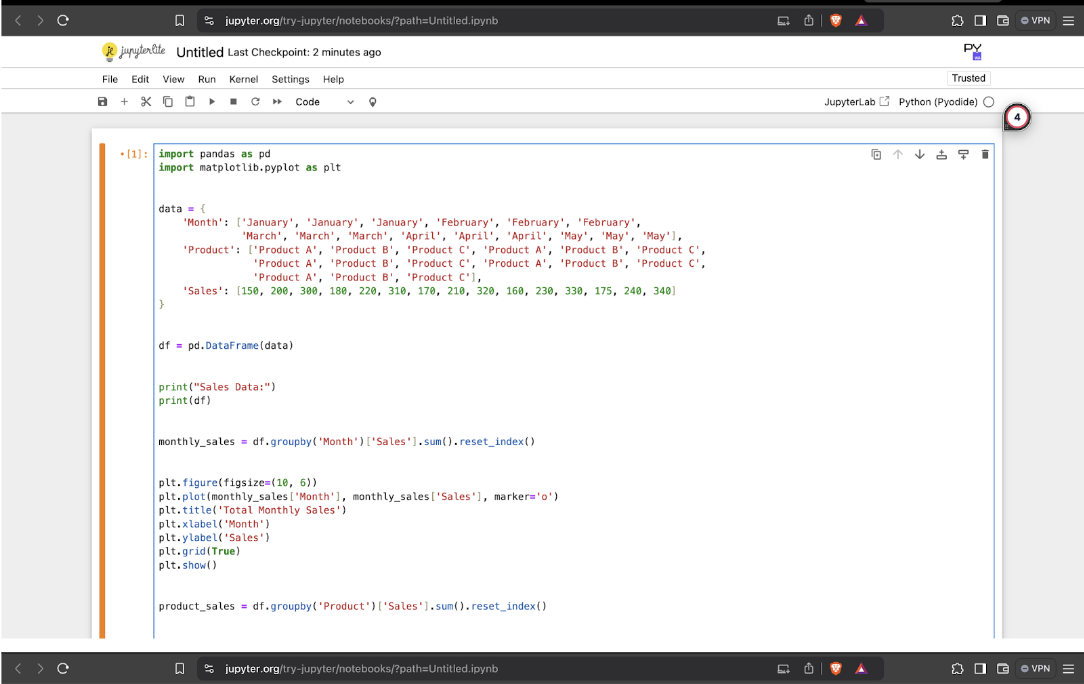 jupyter.org/try-jupyter/notebooks/?path=Untitled.ipynb
VPN
jupyterlite Untitled Last Checkpoint: 2 minutes ago
PY
File Edit View Run Kernel Settings Help
Trusted
Code
JupyterLab Python (Pyodide)
4
[1]: import pandas as pd
import matplotlib.pyplot as plt
data = {
'Month': ['January', 'January', 'January', 'February', 'February', 'February',
'March', 'March', 'March', 'April', 'April', 'April', 'May', 'May', 'May'],
'Product': ['Product A', 'Product B', 'Product C', 'Product A', 'Product B', 'Product C',
'Product A', 'Product B', 'Product C', 'Product A', 'Product B', 'Product C',
'Product A', 'Product B', 'Product C'],
'Sales': [150, 200, 300, 180, 220, 310, 170, 210, 320, 160, 230, 330, 175, 240, 340]
}
df = pd.DataFrame(data)
print("Sales Data:")
print(df)
monthly_sales = df.groupby('Month')['Sales'].sum().reset_index()
plt.figure(figsize=(10, 6))
plt.plot(monthly_sales['Month'], monthly_sales['Sales'], marker='o')
plt.title('Total Monthly Sales')
plt.xlabel('Month')
plt.ylabel('Sales')
plt.grid(True)
plt.show()
product_sales = df.groupby('Product')['Sales'].sum().reset_index()
jupyter.org/try-jupyter/notebooks/?path=Untitled.ipynb
VPN